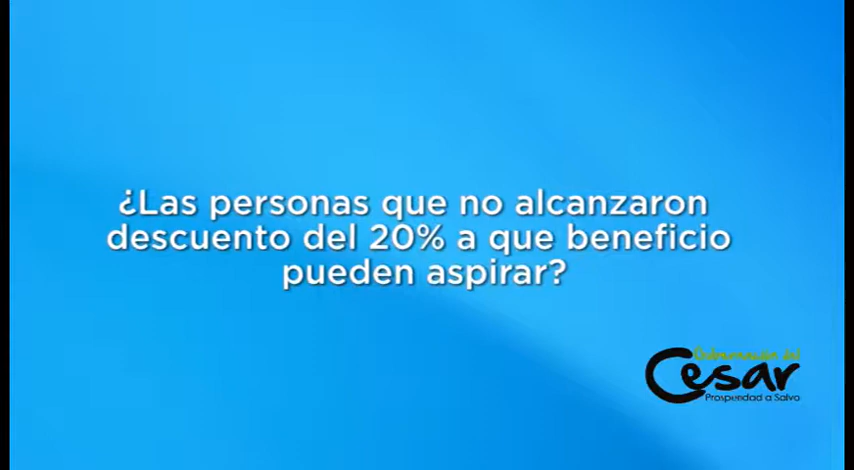 ¿Las personas que no alcanzaron
descuento del 20% a que beneficio
pueden aspirar?
Gobernación del
Cesar
Prosperidad a Salvo